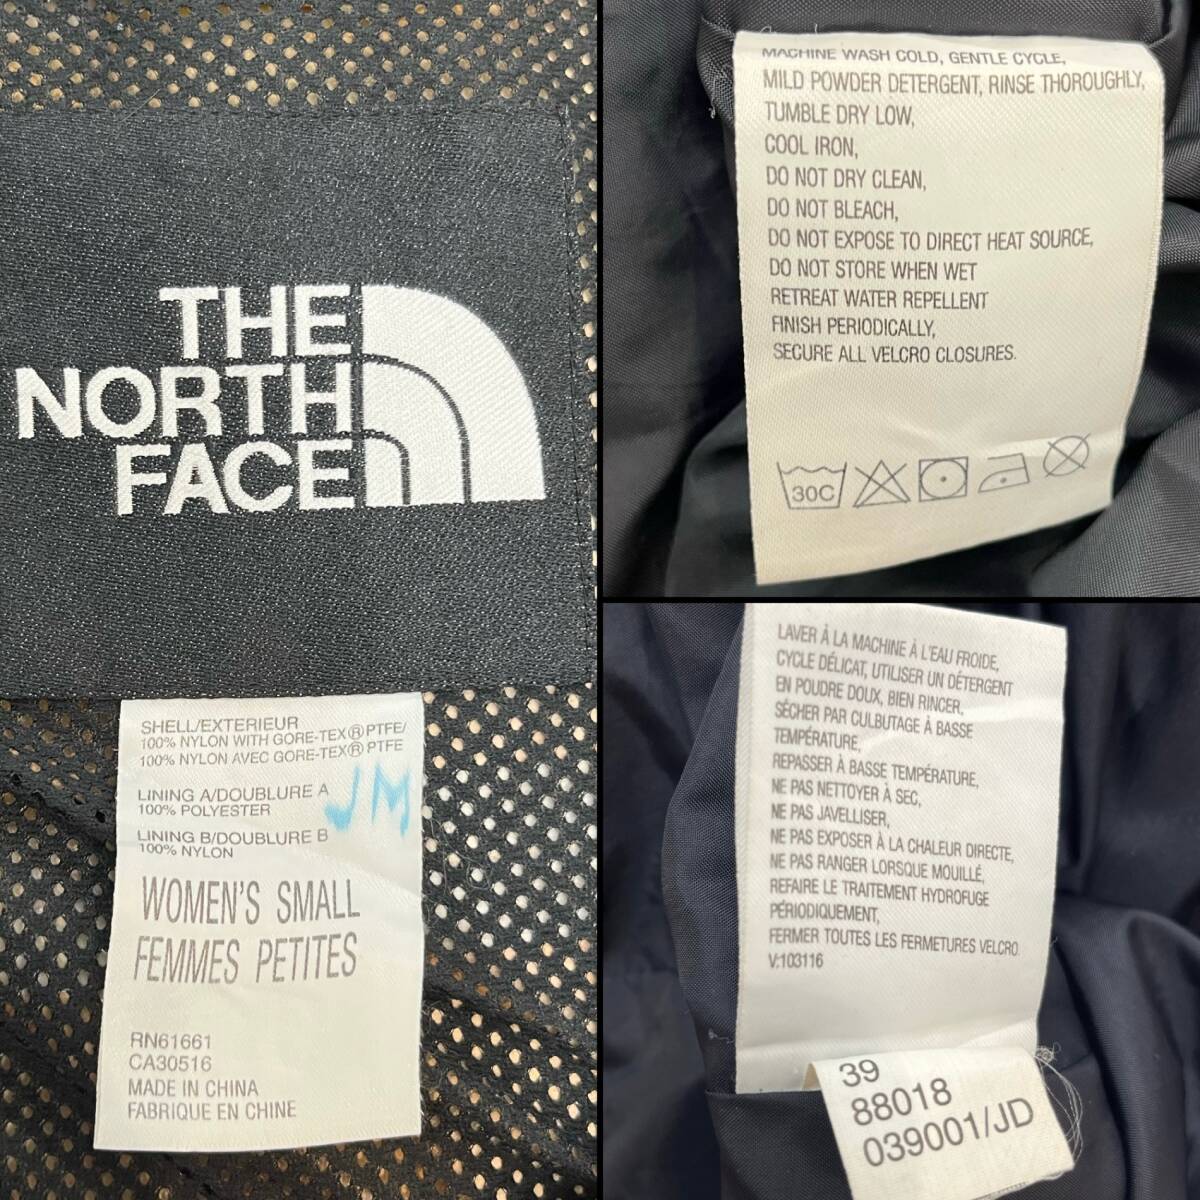 THE
NORTH
FACE
SHELL/EXTERIEUR
100% NYLON WITH GORE-TEX® PTFE/
100% NYLON AVEC GORE-TEX® PTFE
LINING A/DOUBLURE A
100% POLYESTER
LINING B/DOUBLURE B
100% NYLON
JM
WOMEN'S SMALL
FEMMES PETITES
RN61661
CA30516
MADE IN CHINA
FABRIQUE EN CHINE
MACHINE WASH COLD, GENTLE CYCLE,
MILD POWDER DETERGENT, RINSE THOROUGHLY,
TUMBLE DRY LOW,
COOL IRON,
DO NOT DRY CLEAN,
DO NOT BLEACH,
DO NOT EXPOSE TO DIRECT HEAT SOURCE,
DO NOT STORE WHEN WET
RETREAT WATER REPELLENT
FINISH PERIODICALLY,
SECURE ALL VELCRO CLOSURES.
30C
LAVER À LA MACHINE À L'EAU FROIDE,
CYCLE DÉLICAT, UTILISER UN DÉTERGENT
EN POUDRE DOUX, BIEN RINCER,
SÉCHER PAR CULBUTAGE À BASSE
TEMPÉRATURE,
REPASSER À BASSE TEMPÉRATURE,
NE PAS NETTOYER À SEC,
NE PAS JAVELLISER,
NE PAS EXPOSER À LA CHALEUR DIRECTE,
NE PAS RANGER LORSQUE MOUILLÉ,
REFAIRE LE TRAITEMENT HYDROFUGE
PÉRIODIQUEMENT,
FERMER TOUTES LES FERMETURES VELCRO.
V:103116
39
88018
039001/JD